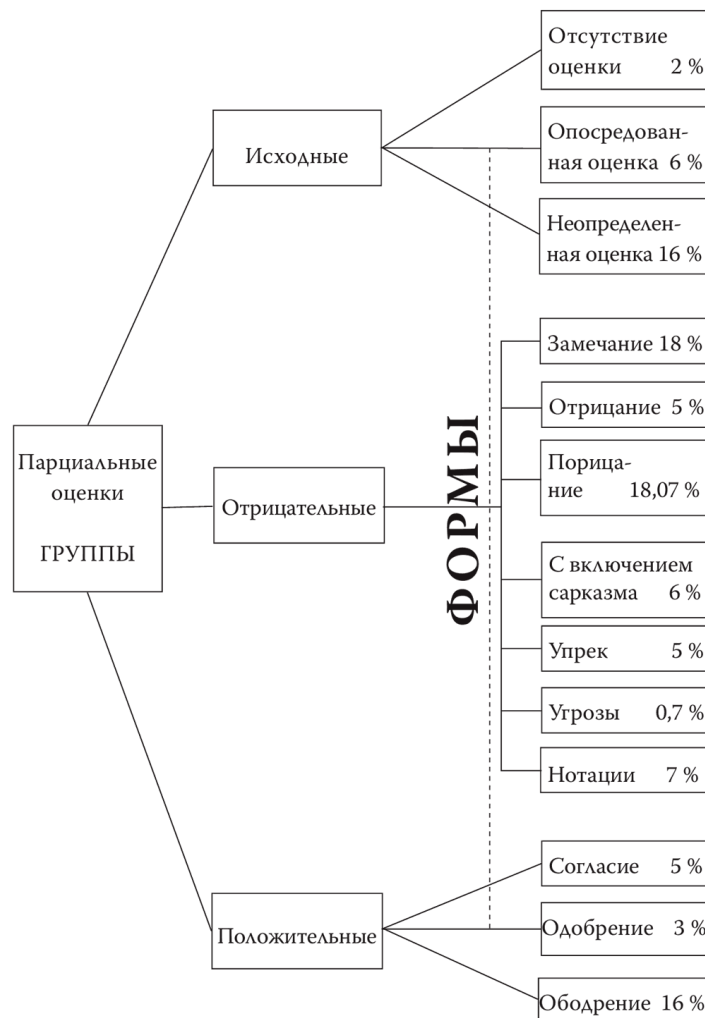 Отсутствие
оценки 2 %
Исходные
Опосредован-
ная оценка 6 %
Неопределен-
ная оценка 16 %
Замечание 18 %
Отрицание 5 %
Парциальные
оценки
ГРУППЫ
Отрицательные
ФОРМЫ
Порица-
ние 18,07 %
С включением
сарказма 6 %
Упрек 5 %
Угрозы 0,7 %
Нотации 7 %
Положительные
Согласие 5 %
Одобрение 3 %
Ободрение 16 %